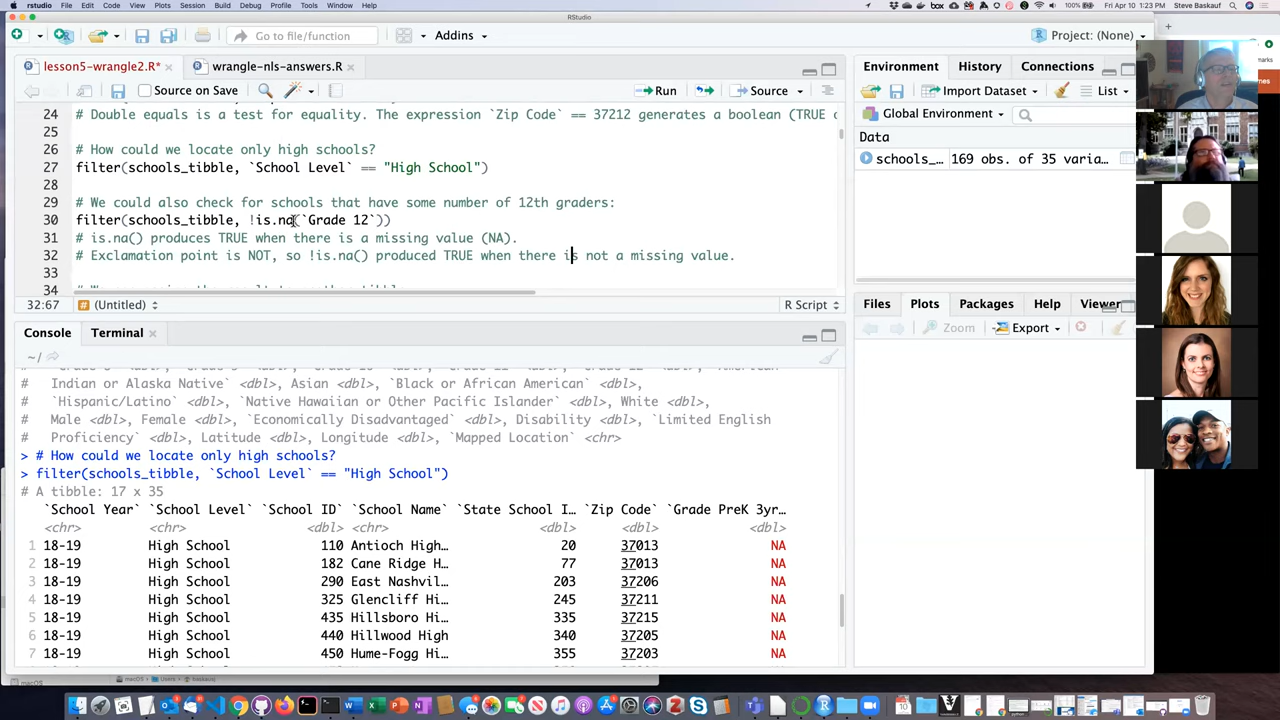 rstudio File Edit Code View Plots Session Build Debug Profile Tools Window Help box 100% Fri Apr 10 1:23 PM Steve Baskauf
RStudio
Go to file/function Addins Project: (None)
lesson5-wrangle2.R* wrangle-nls-answers.R
Source on Save Run Source
24 # Double equals is a test for equality. The expression `Zip Code` == 37212 generates a boolean (TRUE o
25
26 # How could we locate only high schools?
27 filter(schools_tibble, `School Level` == "High School")
28
29 # We could also check for schools that have some number of 12th graders:
30 filter(schools_tibble, !is.na(`Grade 12`))
31 # is.na() produces TRUE when there is a missing value (NA).
32 # Exclamation point is NOT, so !is.na() produced TRUE when there is not a missing value.
33
34
32:67 # (Untitled) R Script
Console Terminal
~/
# Indian or Alaska Native` <dbl>, Asian <dbl>, `Black or African American` <dbl>,
# `Hispanic/Latino` <dbl>, `Native Hawaiian or Other Pacific Islander` <dbl>, White <dbl>,
# Male <dbl>, Female <dbl>, `Economically Disadvantaged` <dbl>, Disability <dbl>, `Limited English
# Proficiency` <dbl>, Latitude <dbl>, Longitude <dbl>, `Mapped Location` <chr>
> # How could we locate only high schools?
> filter(schools_tibble, `School Level` == "High School")
# A tibble: 17 x 35
`School Year` `School Level` `School ID` `School Name` `State School I… `Zip Code` `Grade PreK 3yr…
<chr> <chr> <dbl> <chr> <dbl> <dbl> <dbl>
1 18-19 High School 110 Antioch High… 20 37013 NA
2 18-19 High School 182 Cane Ridge H… 77 37013 NA
3 18-19 High School 290 East Nashvil… 203 37206 NA
4 18-19 High School 325 Glencliff Hi… 245 37211 NA
5 18-19 High School 435 Hillsboro Hi… 335 37215 NA
6 18-19 High School 440 Hillwood High 340 37205 NA
7 18-19 High School 450 Hume-Fogg Hi… 355 37203 NA
Environment History Connections
Import Dataset List
Global Environment
Data
schools_… 169 obs. of 35 varia…
Files Plots Packages Help Viewer
Zoom Export
macOS Users baskausj